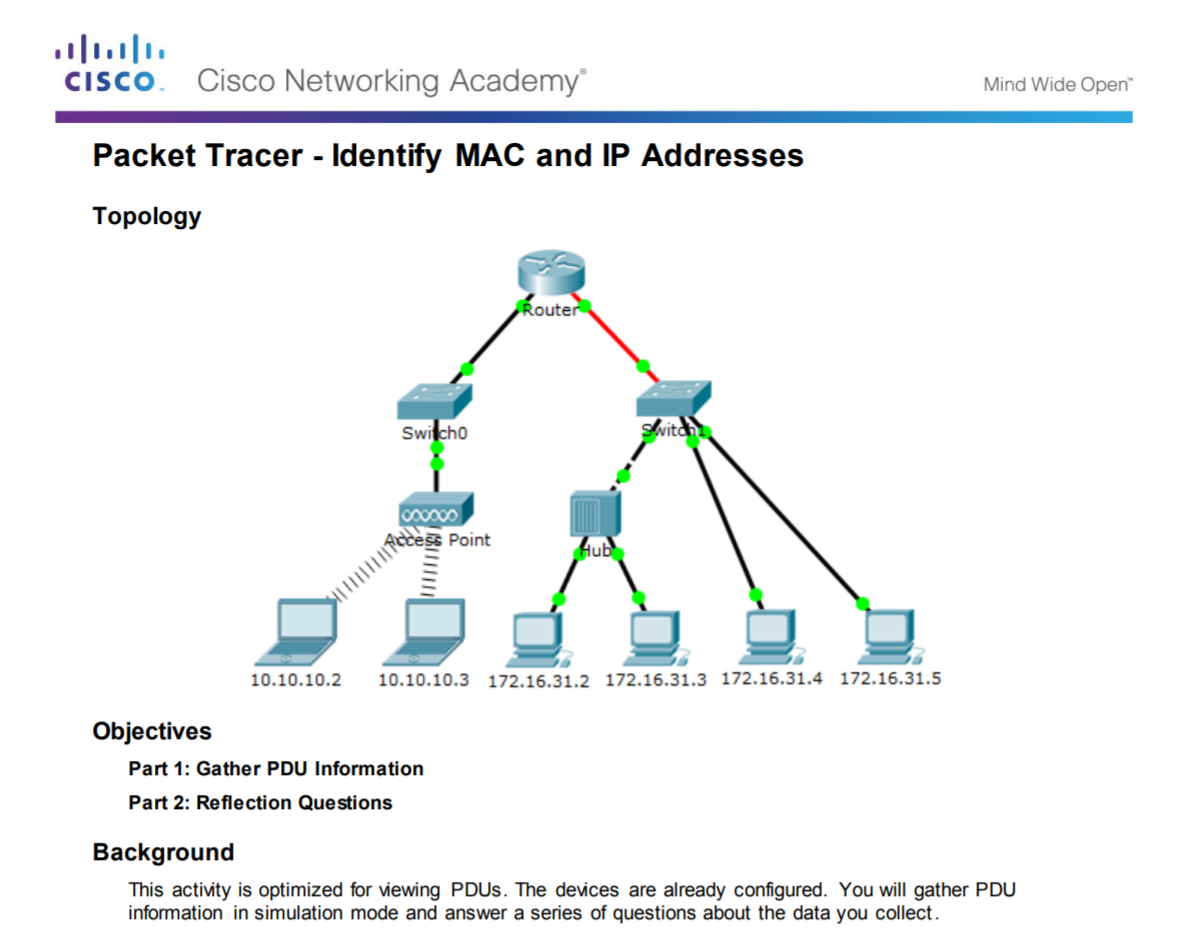 CISCO Cisco Networking Academy® Mind Wide Open™
Packet Tracer - Identify MAC and IP Addresses
Topology
Router
Switch0 Switch1
Access Point
Hub
10.10.10.2 10.10.10.3 172.16.31.2 172.16.31.3 172.16.31.4 172.16.31.5
Objectives
Part 1: Gather PDU Information
Part 2: Reflection Questions
Background
This activity is optimized for viewing PDUs. The devices are already configured. You will gather PDU
information in simulation mode and answer a series of questions about the data you collect.